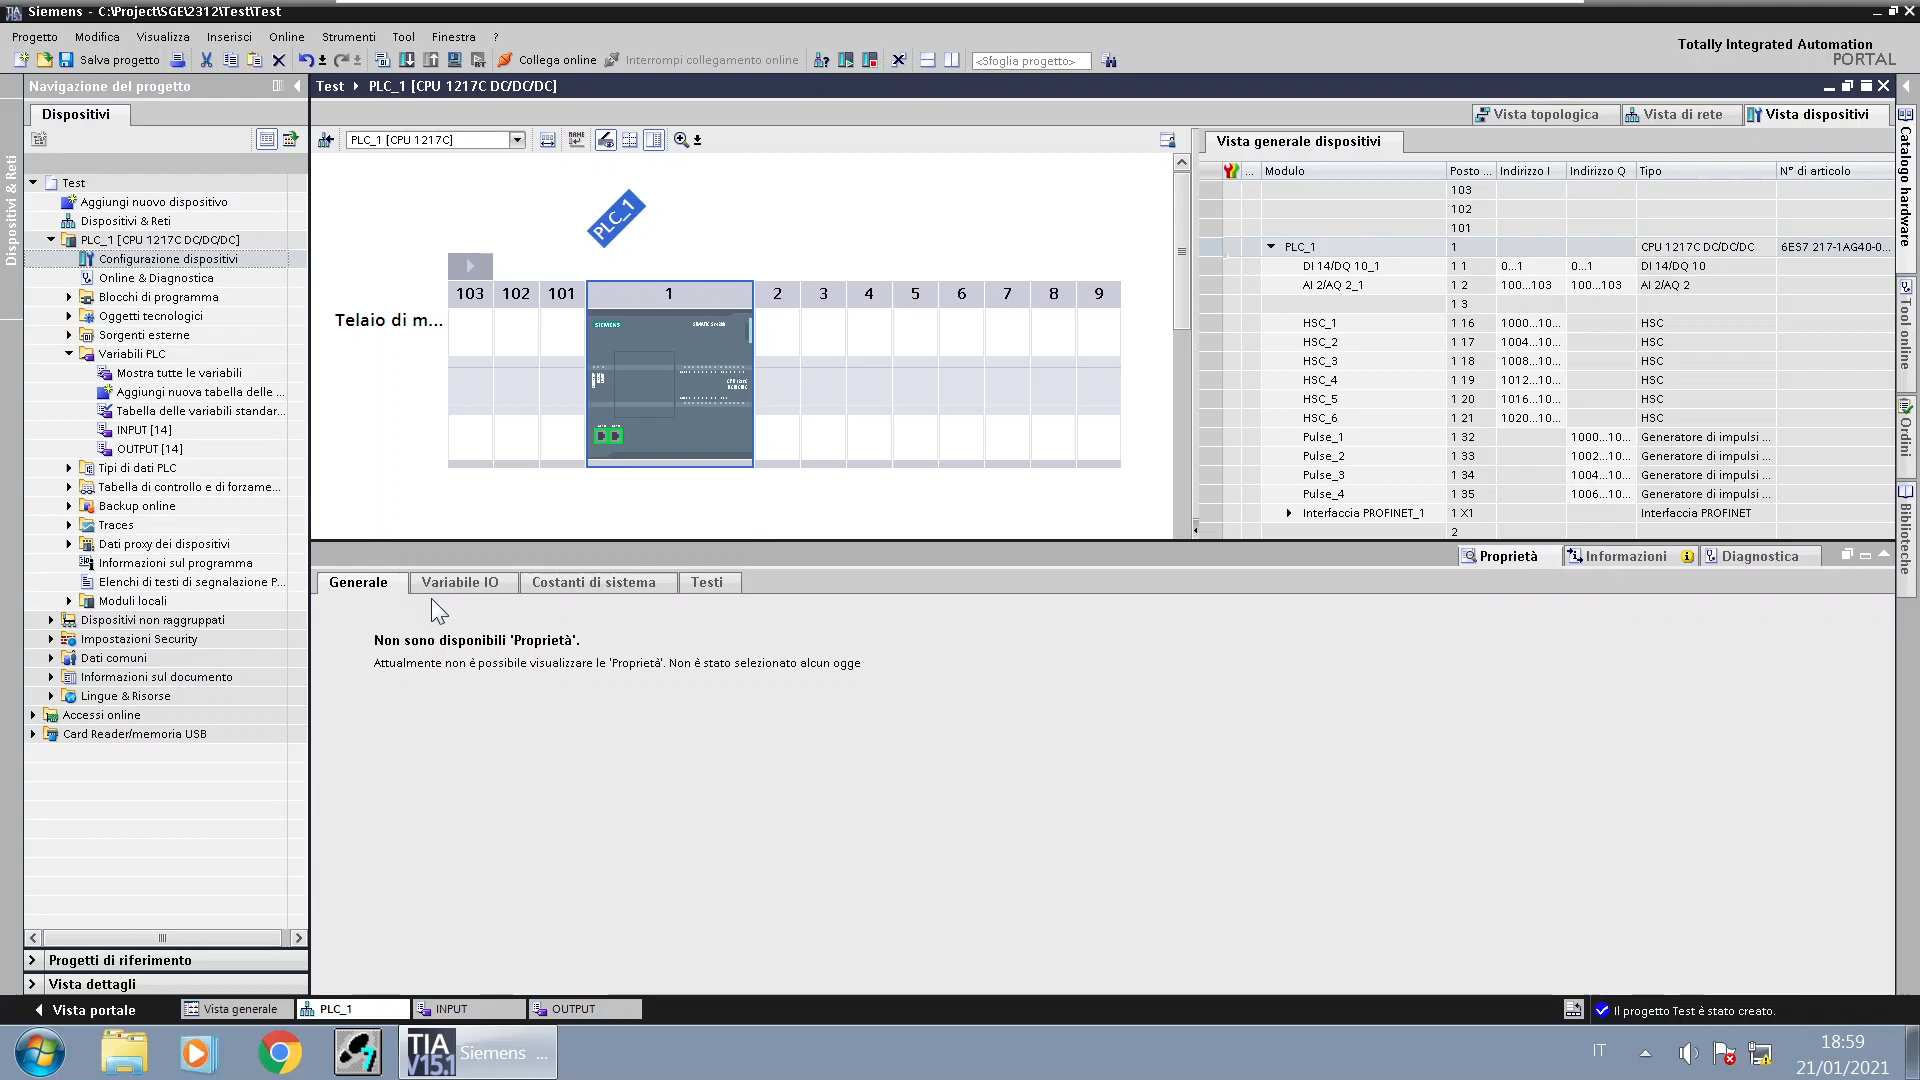 Siemens - C:\Project\SGE\2312\Test\Test
Progetto Modifica Visualizza Inserisci Online Strumenti Tool Finestra ?
Totally Integrated Automation
PORTAL
Salva progetto Collega online Interrompi collegamento online <Sfoglia progetto>
Navigazione del progetto
Test PLC_1 [CPU 1217C DC/DC/DC]
Dispositivi
Vista topologica Vista di rete Vista dispositivi
PLC_1 [CPU 1217C]
Vista generale dispositivi
Dispositivi & Reti
Catalogo hardware
Tool online
Ordini
Biblioteche
Test
Aggiungi nuovo dispositivo
Dispositivi & Reti
PLC_1 [CPU 1217C DC/DC/DC]
Configurazione dispositivi
Online & Diagnostica
Blocchi di programma
Oggetti tecnologici
Sorgenti esterne
Variabili PLC
Mostra tutte le variabili
Aggiungi nuova tabella delle ...
Tabella delle variabili standar...
INPUT [14]
OUTPUT [14]
Tipi di dati PLC
Tabella di controllo e di forzame...
Backup online
Traces
Dati proxy dei dispositivi
Informazioni sul programma
Elenchi di testi di segnalazione P...
Moduli locali
Dispositivi non raggruppati
Impostazioni Security
Dati comuni
Informazioni sul documento
Lingue & Risorse
Accessi online
Card Reader/memoria USB
Progetti di riferimento
Vista dettagli
PLC_1
103 102 101 1 2 3 4 5 6 7 8 9
Telaio di m...
SIEMENS
... Modulo Posto ... Indirizzo I Indirizzo Q Tipo N° di articolo
103
102
101
PLC_1 1 CPU 1217C DC/DC/DC 6ES7 217-1AG40-0...
DI 14/DQ 10_1 1 1 0...1 0...1 DI 14/DQ 10
AI 2/AQ 2_1 1 2 100...103 100...103 AI 2/AQ 2
1 3
HSC_1 1 16 1000...10... HSC
HSC_2 1 17 1004...10... HSC
HSC_3 1 18 1008...10... HSC
HSC_4 1 19 1012...10... HSC
HSC_5 1 20 1016...10... HSC
HSC_6 1 21 1020...10... HSC
Pulse_1 1 32 1000...10... Generatore di impulsi ...
Pulse_2 1 33 1002...10... Generatore di impulsi ...
Pulse_3 1 34 1004...10... Generatore di impulsi ...
Pulse_4 1 35 1006...10... Generatore di impulsi ...
Interfaccia PROFINET_1 1 X1 Interfaccia PROFINET
2
Proprietà Informazioni Diagnostica
Generale Variabile IO Costanti di sistema Testi
Non sono disponibili 'Proprietà'.
Attualmente non è possibile visualizzare le 'Proprietà'. Non è stato selezionato alcun ogge
Vista portale Vista generale PLC_1 INPUT OUTPUT
Il progetto Test è stato creato.
TIA V15.1 Siemens ...
IT
18:59
21/01/2021